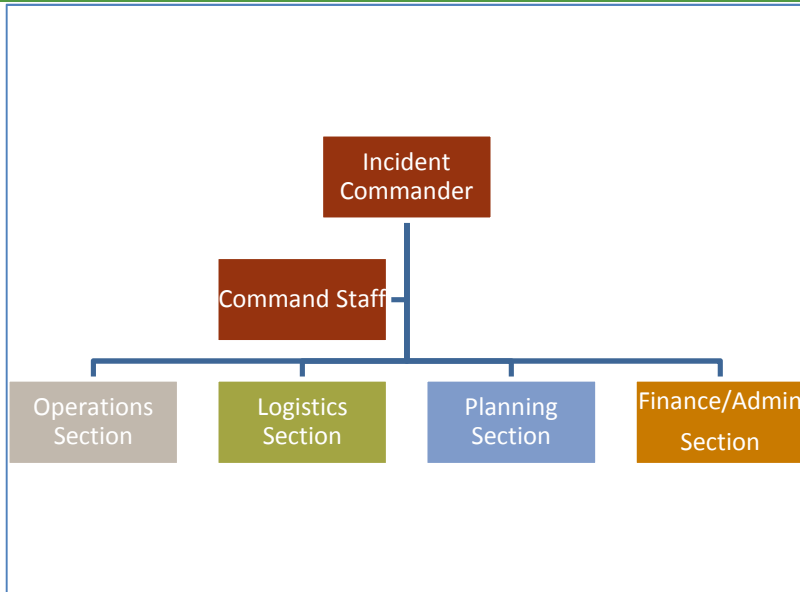 Incident
Commander
Command Staff
Operations
Section
Logistics
Section
Planning
Section
Finance/Admin
Section